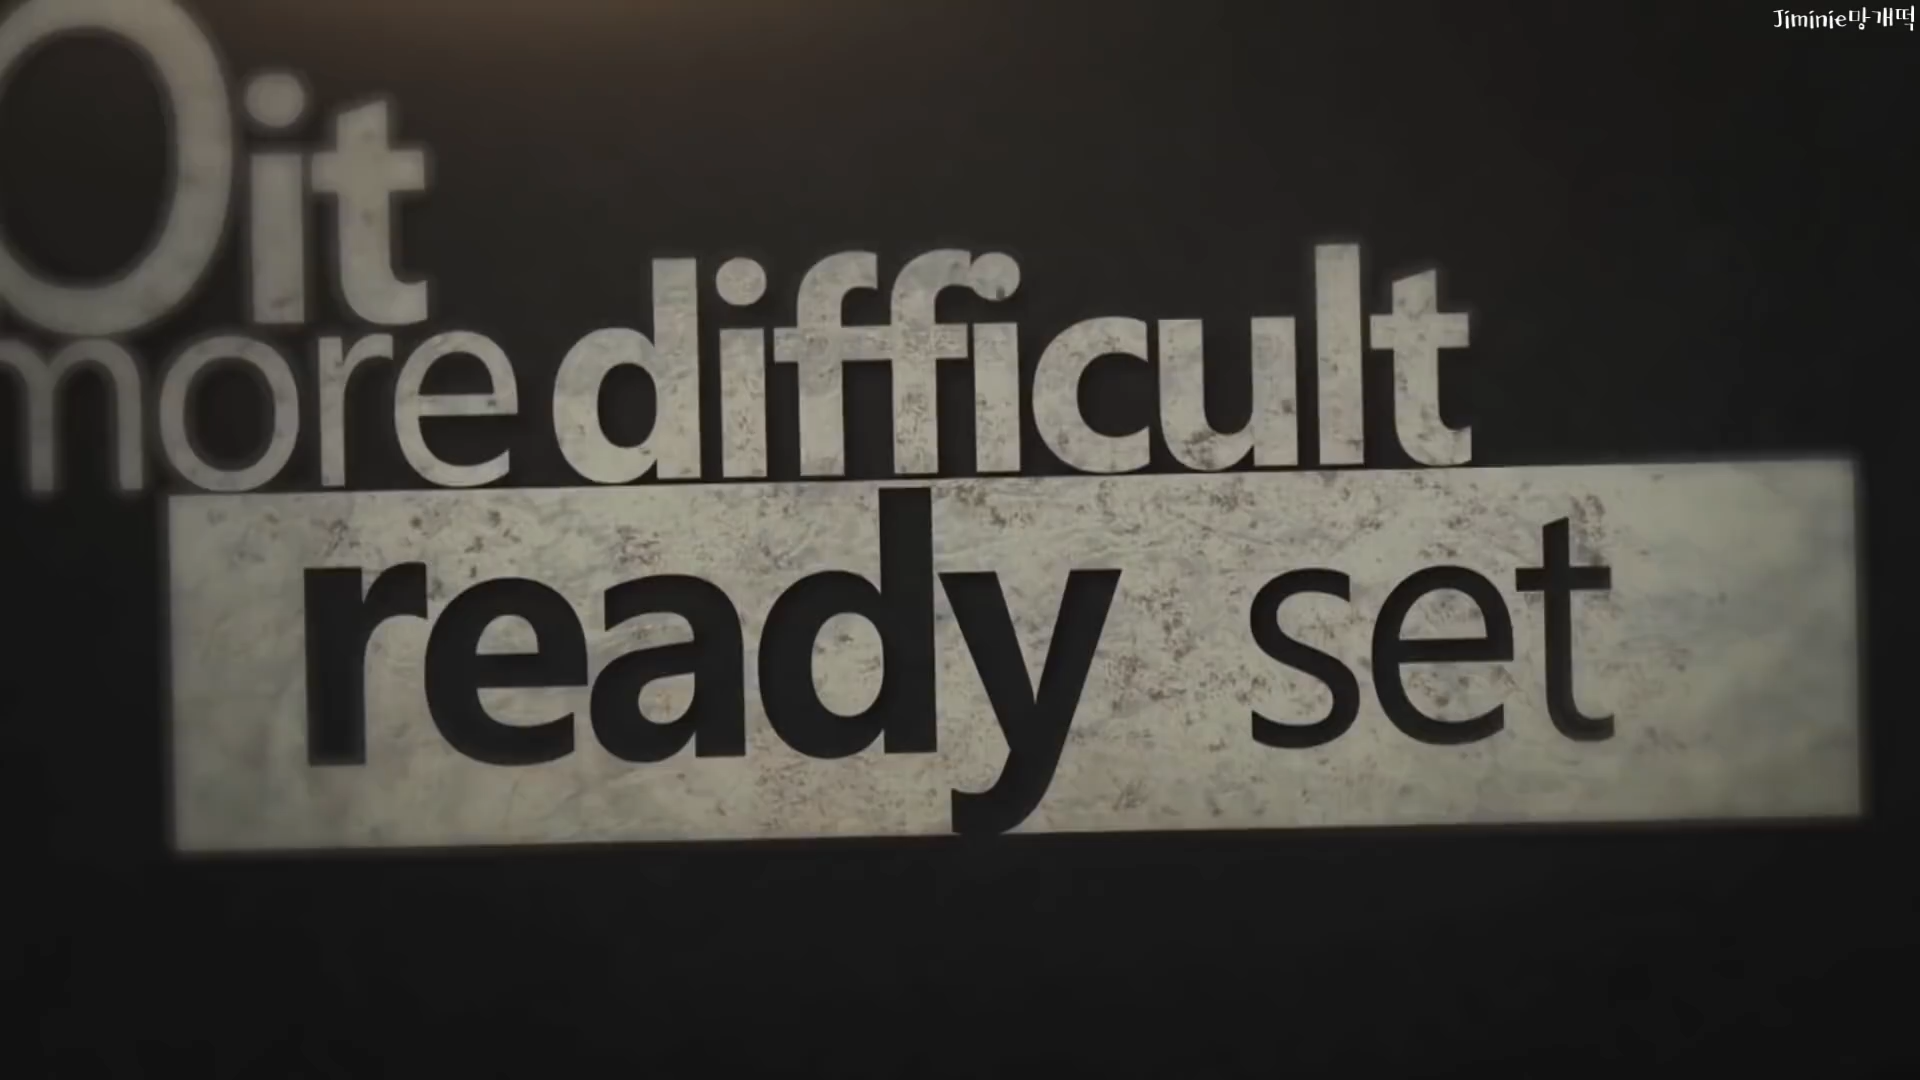 Jiminie망개떡
it
more difficult
ready set